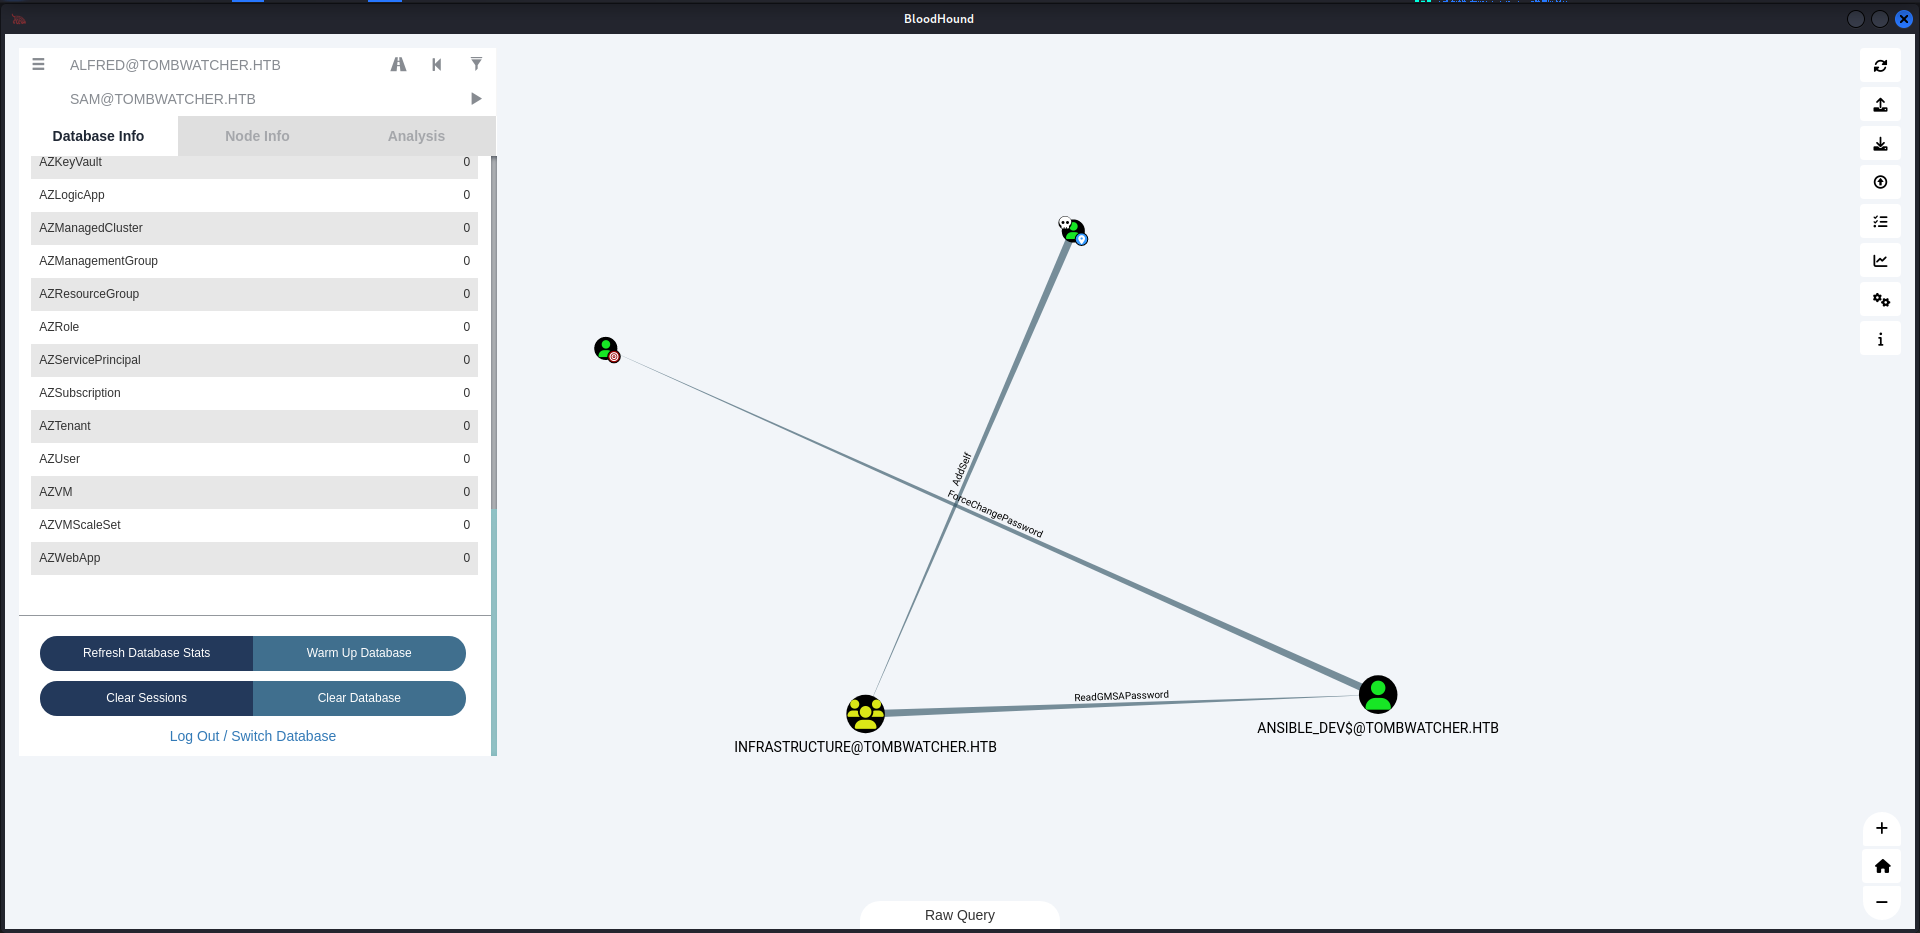 BloodHound
ALFRED@TOMBWATCHER.HTB
SAM@TOMBWATCHER.HTB
Database Info
Node Info
Analysis
AZKeyVault 0
AZLogicApp 0
AZManagedCluster 0
AZManagementGroup 0
AZResourceGroup 0
AZRole 0
AZServicePrincipal 0
AZSubscription 0
AZTenant 0
AZUser 0
AZVM 0
AZVMScaleSet 0
AZWebApp 0
Refresh Database Stats
Warm Up Database
Clear Sessions
Clear Database
Log Out / Switch Database
AddSelf
ForceChangePassword
ReadGMSAPassword
INFRASTRUCTURE@TOMBWATCHER.HTB
ANSIBLE_DEV$@TOMBWATCHER.HTB
Raw Query